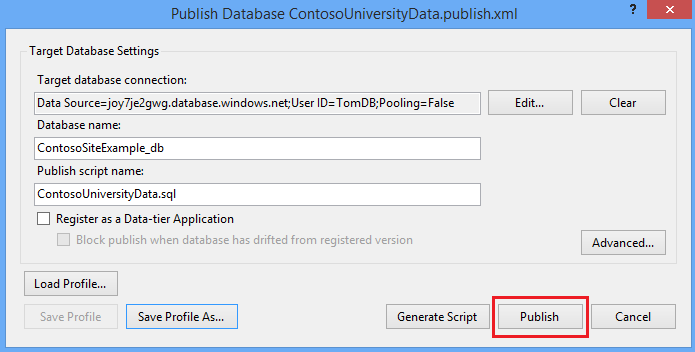 Publish Database ContosoUniversityData.publish.xml
?
Target Database Settings
Target database connection:
Data Source=joy7je2gwg.database.windows.net;User ID=TomDB;Pooling=False
Edit...
Clear
Database name:
ContosoSiteExample_db
Publish script name:
ContosoUniversityData.sql
Register as a Data-tier Application
Block publish when database has drifted from registered version
Advanced...
Load Profile...
Save Profile
Save Profile As...
Generate Script
Publish
Cancel